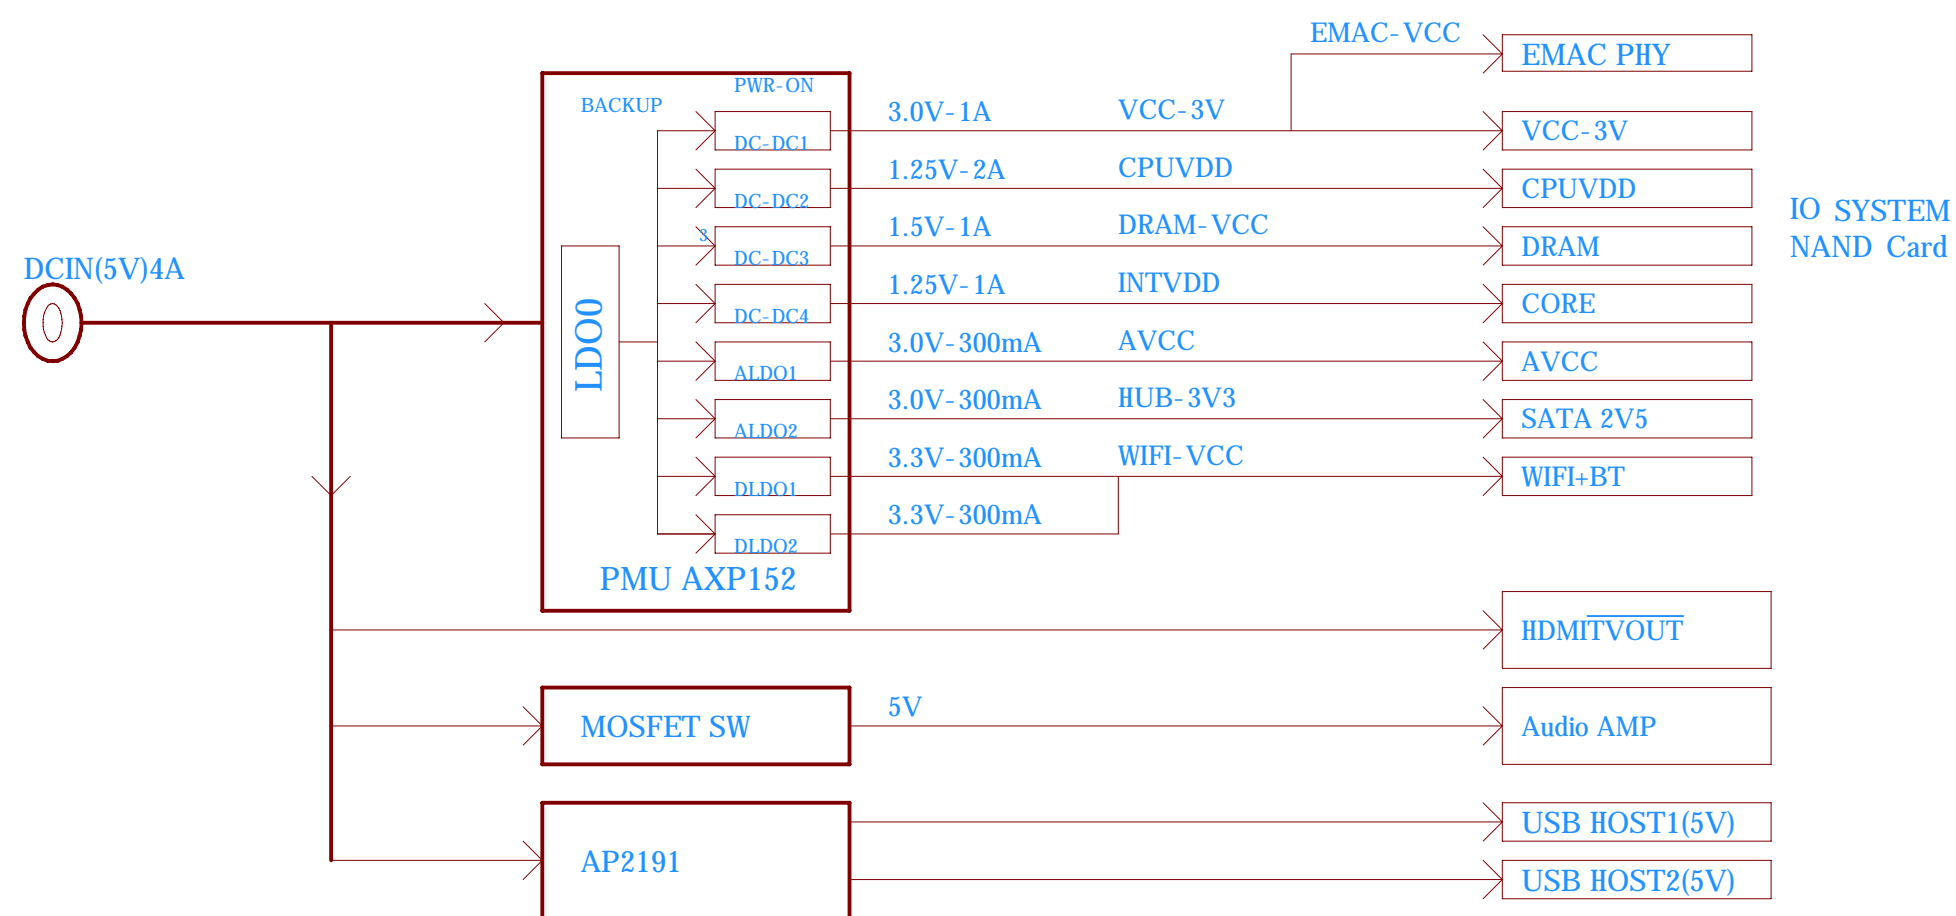 EMAC-VCC
EMAC PHY
PWR-ON
BACKUP
DC-DC1
3.0V-1A
VCC-3V
VCC-3V
DC-DC2
1.25V-2A
CPUVDD
CPUVDD
3
DC-DC3
1.5V-1A
DRAM-VCC
DRAM
IO SYSTEM
NAND Card
DCIN(5V)4A
LDO0
DC-DC4
1.25V-1A
INTVDD
CORE
ALDO1
3.0V-300mA
AVCC
AVCC
ALDO2
3.0V-300mA
HUB-3V3
SATA 2V5
DLDO1
3.3V-300mA
WIFI-VCC
WIFI+BT
DLDO2
3.3V-300mA
PMU AXP152
HDMITVOUT
MOSFET SW
5V
Audio AMP
AP2191
USB HOST1(5V)
USB HOST2(5V)